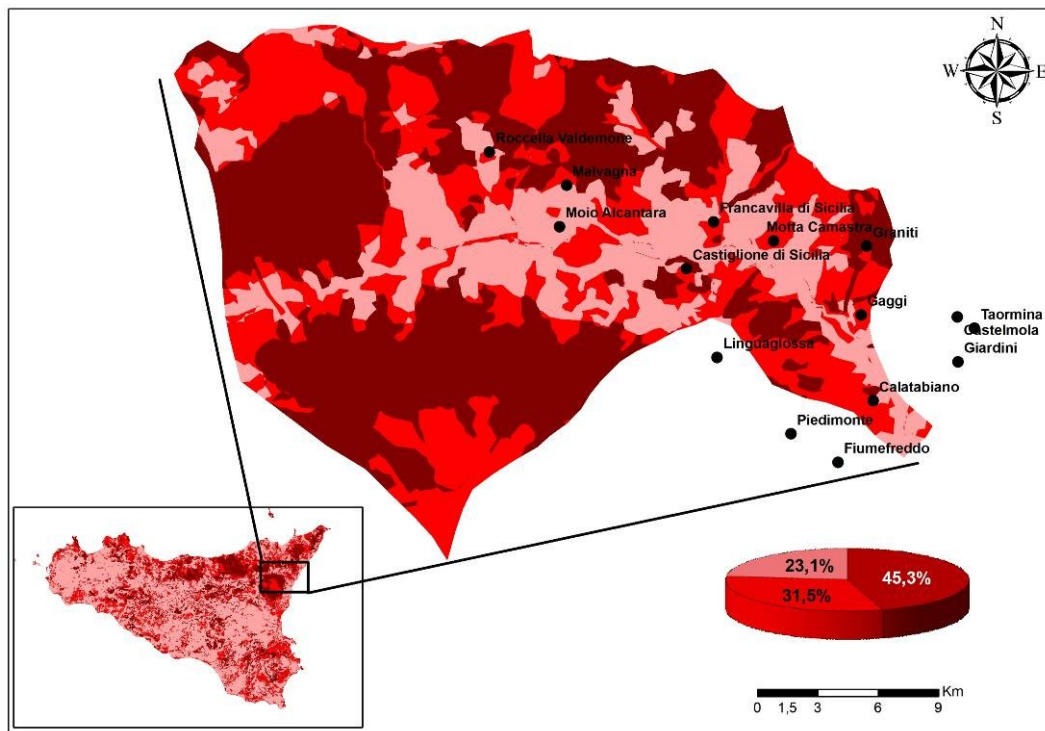 N
W E
S
Roccella Valdemone
Malvagna
Moio Alcantara
Francavilla di Sicilia
Motta Camastra
Graniti
Castiglione di Sicilia
Gaggi
Taormina
Castelmola
Giardini
Linguaglossa
Calatabiano
Piedimonte
Fiumefreddo
23,1%
45,3%
31,5%
Km
0 1,5 3 6 9